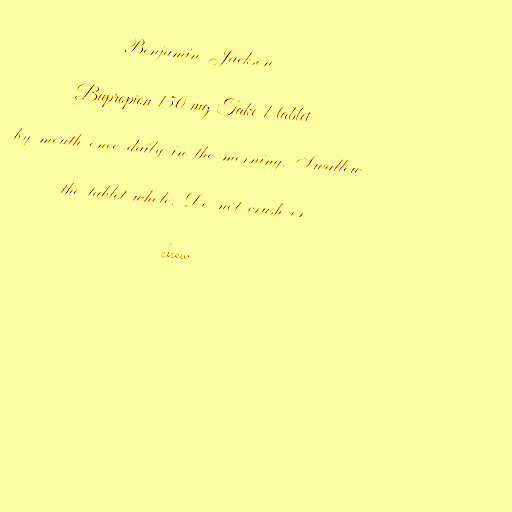 Benjamin Jackson
Bupropion 150 mg Take 1 tablet
by mouth once daily in the morning. Swallow
the tablet whole. Do not crush or
chew.